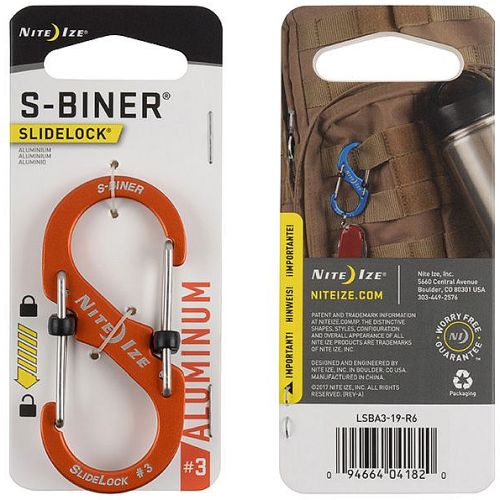 NITE IZE®
S-BINER®
SLIDELOCK®
ALUMINIUM
ALUMINIUM
ALUMINIO
S-BINER
NITE IZE®
SLIDELOCK #3
#3 ALUMINUM
IMPORTANT! HINWEIS! ¡IMPORTANTE!
NITE IZE®
NITEIZE.COM
Nite Ize, Inc.
5660 Central Avenue
Boulder, CO 80301 USA
303-449-2576
PATENT AND TRADEMARK INFORMATION
AT NITEIZE.COM/IP. THE DISTINCTIVE
SHAPES, STYLES, CONFIGURATION
AND OVERALL APPEARANCE OF ALL
NITE IZE PRODUCTS ARE TRADEMARKS
OF NITE IZE, INC.
DESIGNED AND ENGINEERED BY
NITE IZE, INC. IN BOULDER, CO USA.
MANUFACTURED IN CHINA.
©2017 NITE IZE, INC. ALL RIGHTS
RESERVED. (REV-A)
WORRY FREE
GUARANTEE
Packaging
LSBA3-19-R6
0 94664 04182 0